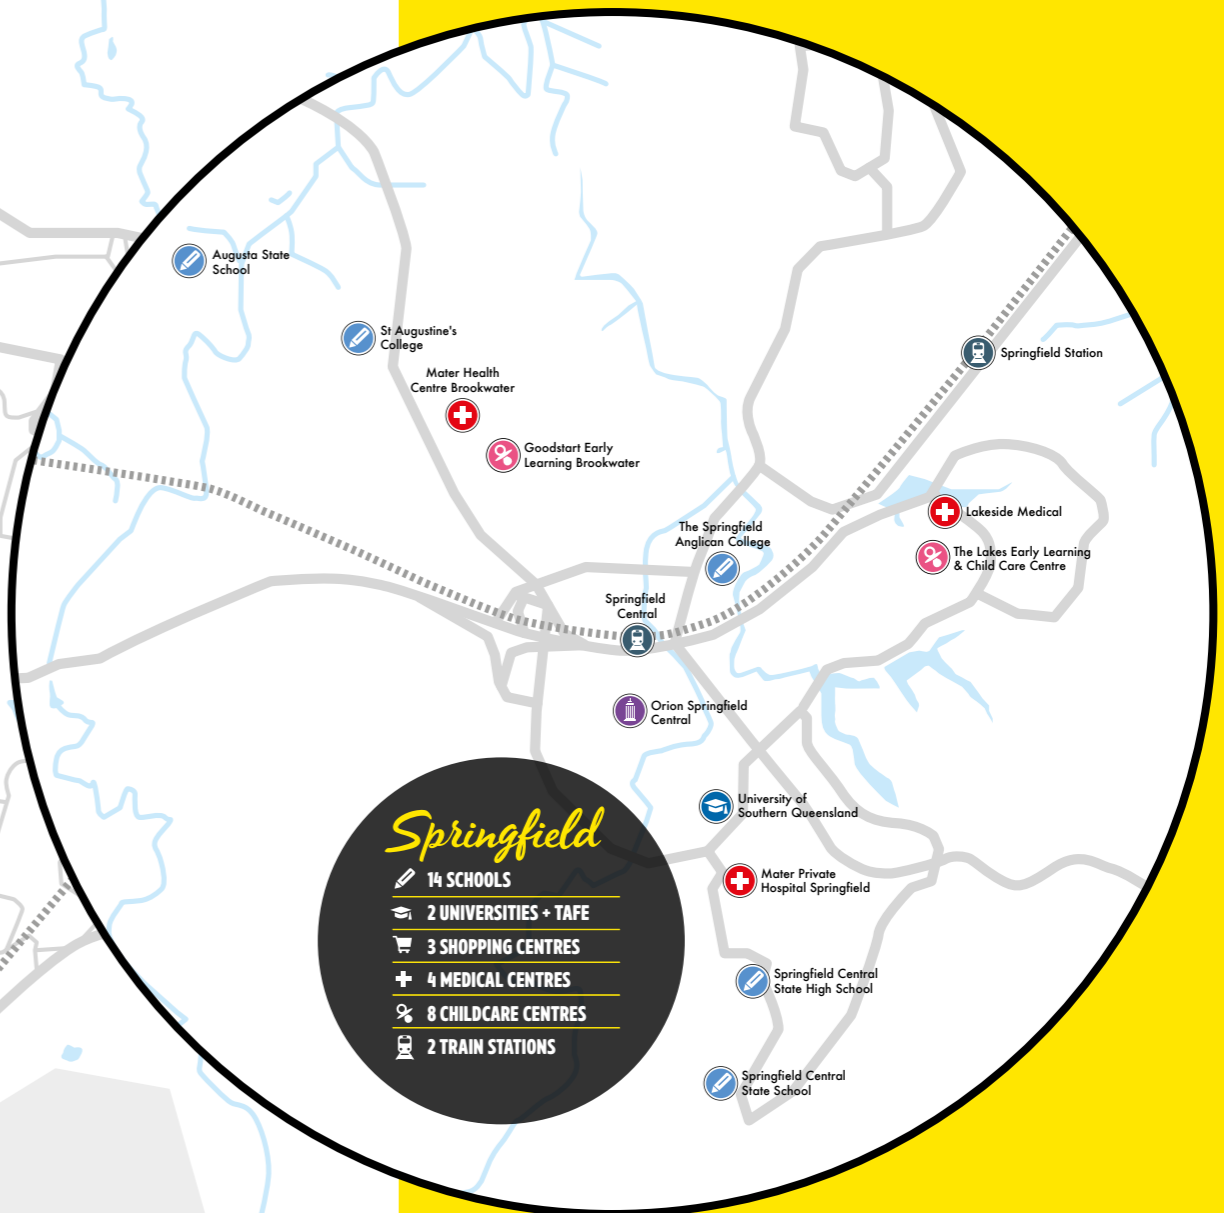 Augusta State
School
St Augustine's
College
Mater Health
Centre Brookwater
Goodstart Early
Learning Brookwater
Springfield Station
Lakeside Medical
The Lakes Early Learning
& Child Care Centre
The Springfield
Anglican College
Springfield
Central
Orion Springfield
Central
University of
Southern Queensland
Mater Private
Hospital Springfield
Springfield Central
State High School
Springfield Central
State School
Springfield
14 SCHOOLS
2 UNIVERSITIES + TAFE
3 SHOPPING CENTRES
4 MEDICAL CENTRES
8 CHILDCARE CENTRES
2 TRAIN STATIONS